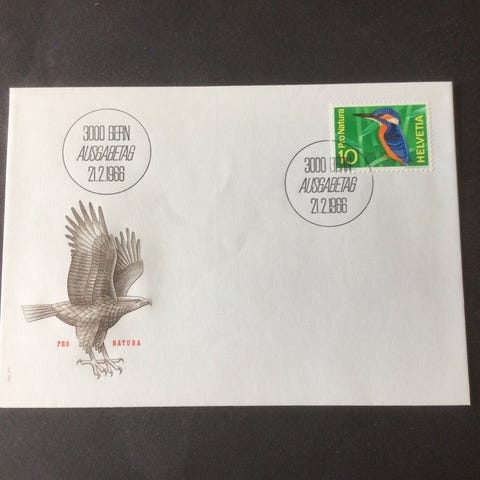 3000 BERN
AUSGABETAG
21.2.1966
Pro Natura
10
HELVETIA
3000 BERN
AUSGABETAG
21.2.1966
PRO NATURA